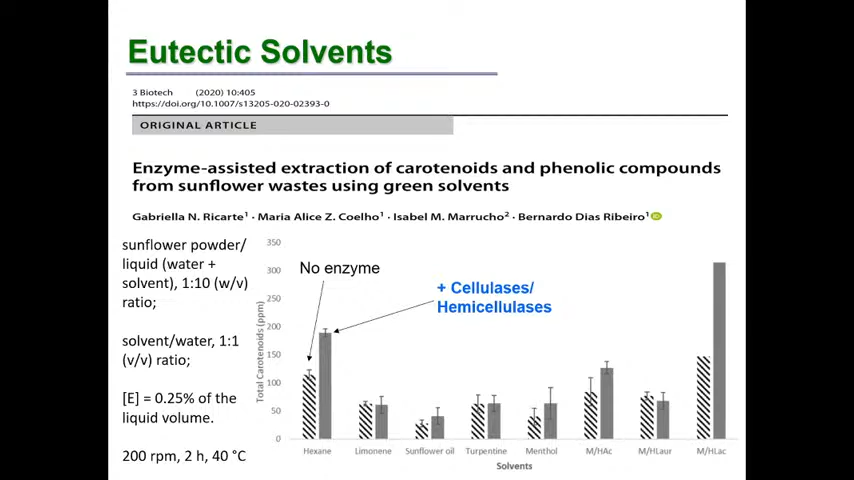 Eutectic Solvents
3 Biotech (2020) 10:405
https://doi.org/10.1007/s13205-020-02393-0
ORIGINAL ARTICLE
Enzyme-assisted extraction of carotenoids and phenolic compounds
from sunflower wastes using green solvents
Gabriella N. Ricarte¹ · Maria Alice Z. Coelho¹ · Isabel M. Marrucho² · Bernardo Dias Ribeiro¹
sunflower powder/
liquid (water +
solvent), 1:10 (w/v)
ratio;
solvent/water, 1:1
(v/v) ratio;
[E] = 0.25% of the
liquid volume.
200 rpm, 2 h, 40 °C
No enzyme
+ Cellulases/
Hemicellulases
Total Carotenoids (ppm)
350
300
250
200
150
100
50
0
Hexane Limonene Sunflower oil Turpentine Menthol M/HAc M/HLaur M/HLac
Solvents